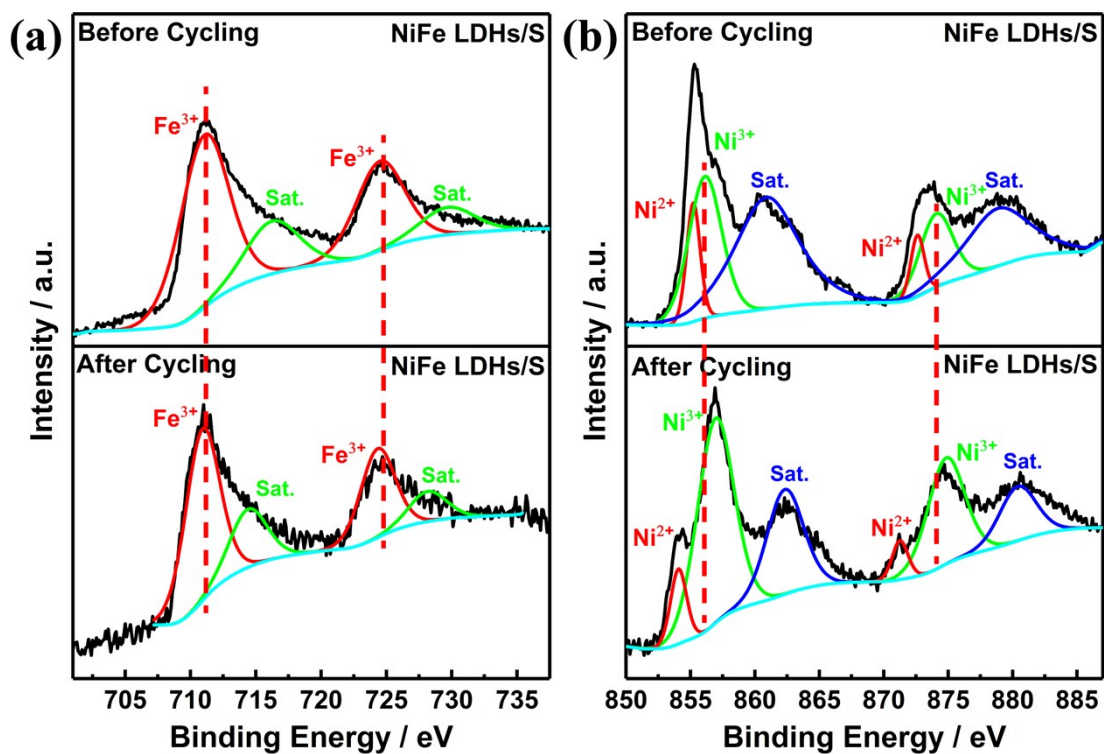 (a)
Before Cycling NiFe LDHs/S
Fe³⁺
Sat.
Fe³⁺
Sat.
After Cycling NiFe LDHs/S
Fe³⁺
Sat.
Fe³⁺
Sat.
Intensity / a.u.
705 710 715 720 725 730 735
Binding Energy / eV
(b)
Before Cycling NiFe LDHs/S
Ni²⁺
Ni³⁺
Sat.
Ni²⁺
Ni³⁺
Sat.
After Cycling NiFe LDHs/S
Ni²⁺
Ni³⁺
Sat.
Ni²⁺
Ni³⁺
Sat.
Intensity / a.u.
850 855 860 865 870 875 880 885
Binding Energy / eV